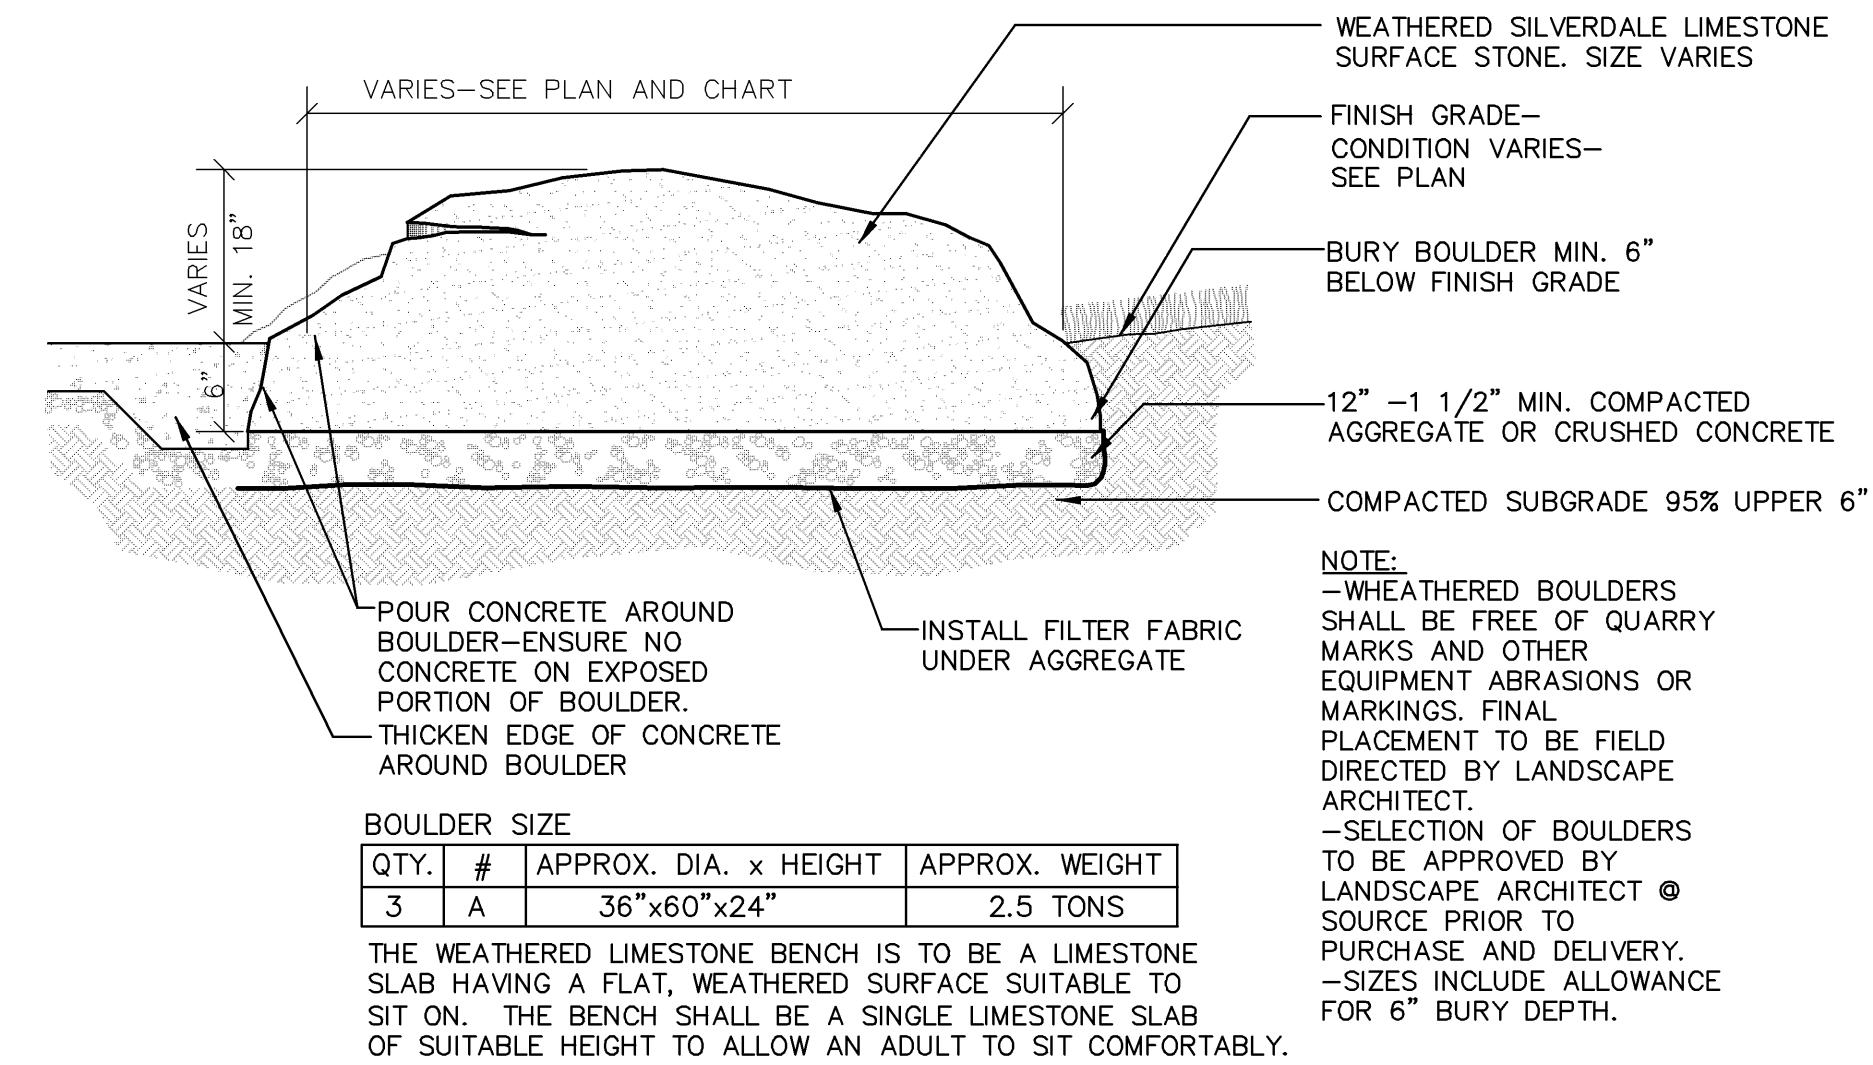 WEATHERED SILVERDALE LIMESTONE
SURFACE STONE. SIZE VARIES
VARIES–SEE PLAN AND CHART
FINISH GRADE–
CONDITION VARIES–
SEE PLAN
VARIES
MIN. 18"
6"
BURY BOULDER MIN. 6"
BELOW FINISH GRADE
12" –1 1/2" MIN. COMPACTED
AGGREGATE OR CRUSHED CONCRETE
COMPACTED SUBGRADE 95% UPPER 6"
POUR CONCRETE AROUND
BOULDER–ENSURE NO
CONCRETE ON EXPOSED
PORTION OF BOULDER.
THICKEN EDGE OF CONCRETE
AROUND BOULDER
INSTALL FILTER FABRIC
UNDER AGGREGATE
NOTE:
–WHEATHERED BOULDERS
SHALL BE FREE OF QUARRY
MARKS AND OTHER
EQUIPMENT ABRASIONS OR
MARKINGS. FINAL
PLACEMENT TO BE FIELD
DIRECTED BY LANDSCAPE
ARCHITECT.
–SELECTION OF BOULDERS
TO BE APPROVED BY
LANDSCAPE ARCHITECT @
SOURCE PRIOR TO
PURCHASE AND DELIVERY.
–SIZES INCLUDE ALLOWANCE
FOR 6" BURY DEPTH.
BOULDER SIZE
QTY. # APPROX. DIA. x HEIGHT APPROX. WEIGHT
3 A 36"x60"x24" 2.5 TONS
THE WEATHERED LIMESTONE BENCH IS TO BE A LIMESTONE
SLAB HAVING A FLAT, WEATHERED SURFACE SUITABLE TO
SIT ON. THE BENCH SHALL BE A SINGLE LIMESTONE SLAB
OF SUITABLE HEIGHT TO ALLOW AN ADULT TO SIT COMFORTABLY.